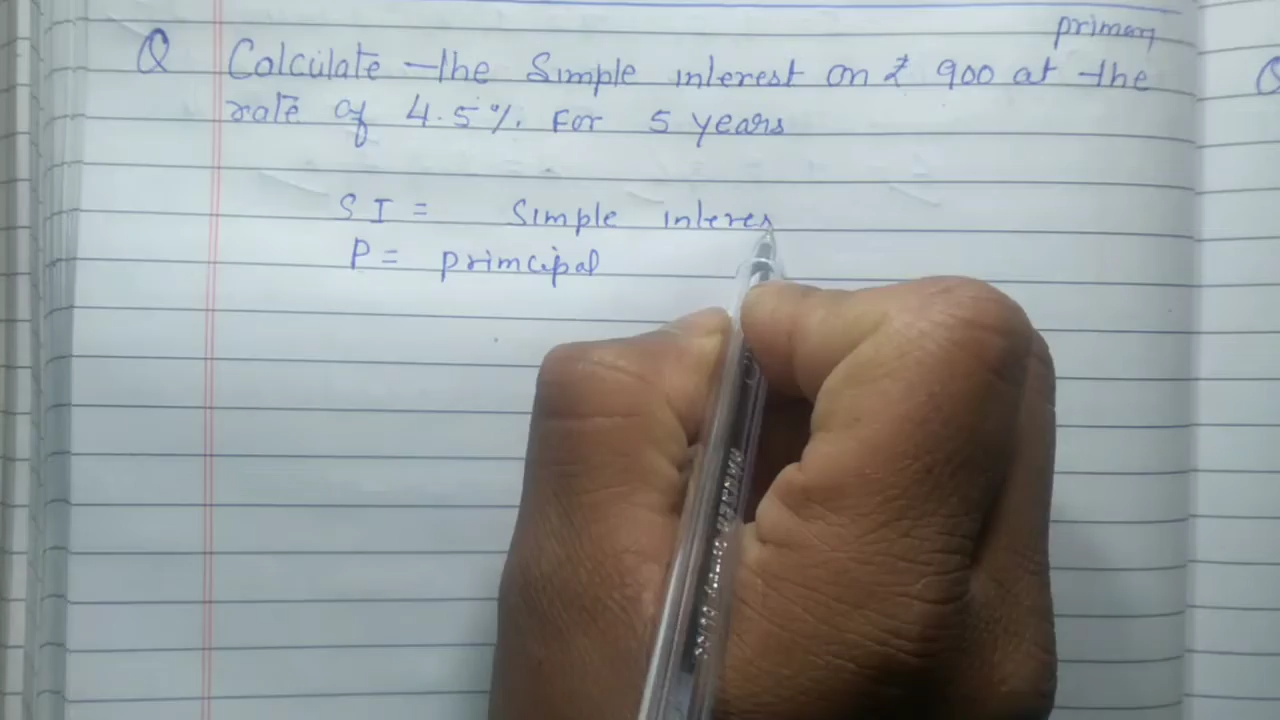 primary
Q Calculate the Simple interest on ₹ 900 at the
rate of 4.5%. For 5 years
SI = Simple interes
P = principal